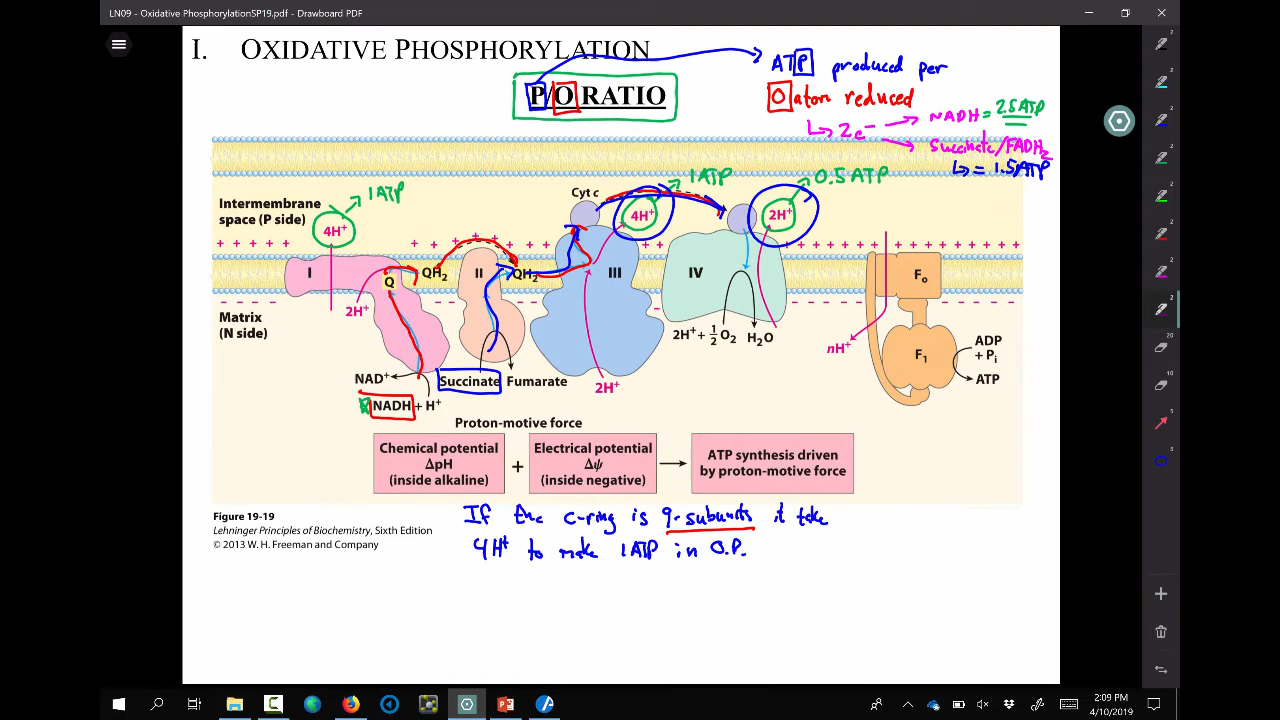 LN09 - Oxidative PhosphorylationSP19.pdf - Drawboard PDF
I. OXIDATIVE PHOSPHORYLATION
P/O RATIO
ATP produced per
O atom reduced
↳ 2e⁻ → NADH = 2.5 ATP
Succinate/FADH₂
↳ = 1.5 ATP
1 ATP
1 ATP
0.5 ATP
Cyt c
Intermembrane
space (P side)
4H⁺
4H⁺
2H⁺
I
Q
QH₂
II
QH₂
III
IV
Fₒ
2H⁺
Matrix
(N side)
2H⁺ + ½ O₂
H₂O
nH⁺
F₁
ADP
+ Pᵢ
ATP
NAD⁺
Succinate
Fumarate
2H⁺
NADH + H⁺
Proton-motive force
Chemical potential
ΔpH
(inside alkaline)
+
Electrical potential
Δψ
(inside negative)
ATP synthesis driven
by proton-motive force
If the c-ring is 9-subunits it take
4H⁺ to make 1ATP in O.P.
Figure 19-19
Lehninger Principles of Biochemistry, Sixth Edition
© 2013 W. H. Freeman and Company
2:09 PM
4/10/2019